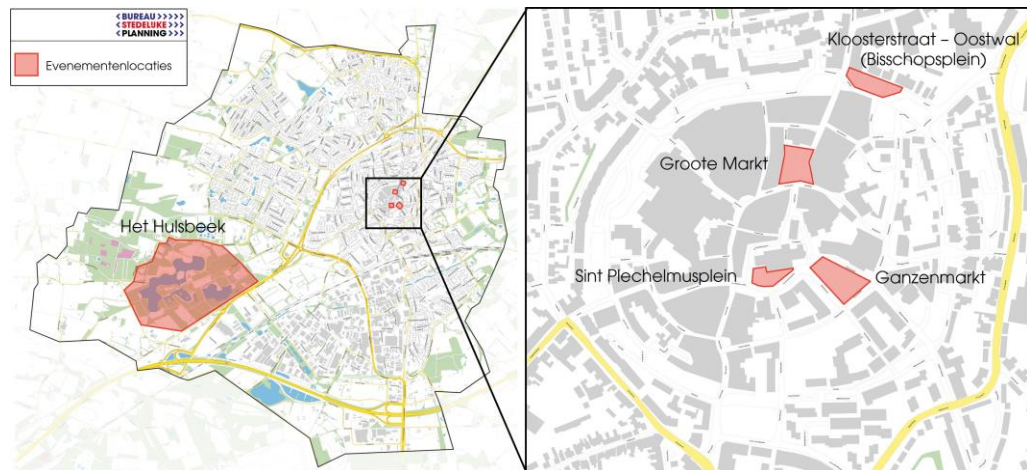 BUREAU >>>>>
STEDELIJKE
PLANNING >>>
Evenementenlocaties
Het Hulsbeek
Kloosterstraat – Oostwal
(Bisschopsplein)
Groote Markt
Sint Plechelmusplein
Ganzenmarkt